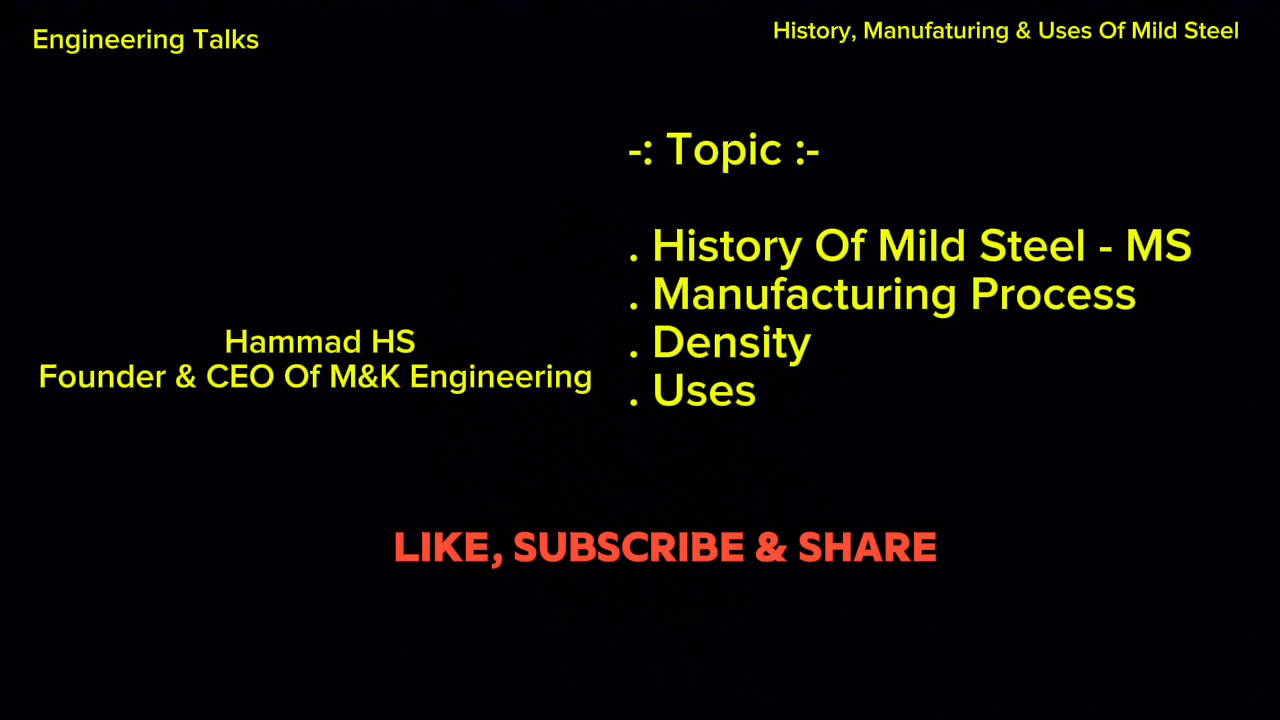 Engineering Talks
History, Manufaturing & Uses Of Mild Steel
-: Topic :-
. History Of Mild Steel - MS
. Manufacturing Process
. Density
. Uses
Hammad HS
Founder & CEO Of M&K Engineering
LIKE, SUBSCRIBE & SHARE